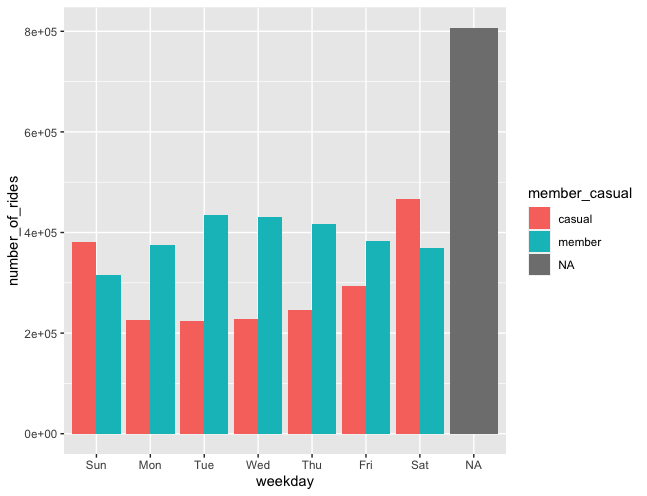 8e+05
6e+05
4e+05
2e+05
0e+00
number_of_rides
Sun Mon Tue Wed Thu Fri Sat NA
weekday
member_casual
casual
member
NA